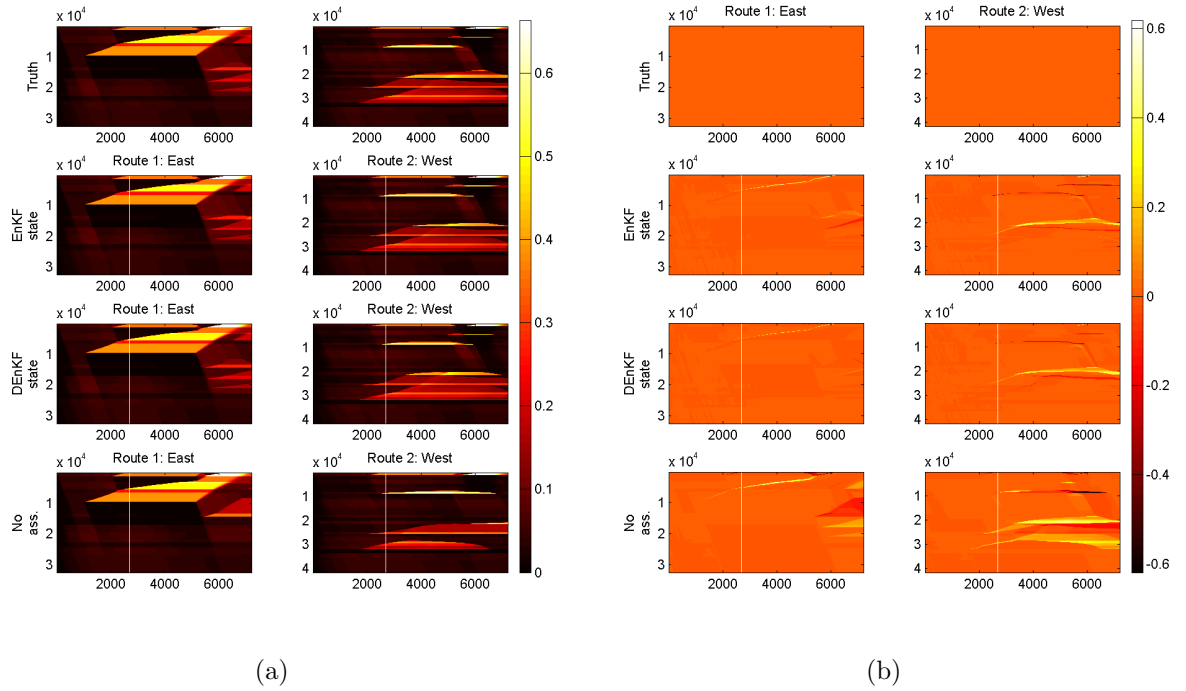 x 10^4
x 10^4
Truth
1
2
3
2000 4000 6000
1
2
3
4
2000 4000 6000
x 10^4 Route 1: East
x 10^4 Route 2: West
EnKF
state
1
2
3
2000 4000 6000
1
2
3
4
2000 4000 6000
x 10^4 Route 1: East
x 10^4 Route 2: West
DEnKF
state
1
2
3
2000 4000 6000
1
2
3
4
2000 4000 6000
x 10^4 Route 1: East
x 10^4 Route 2: West
No
ass.
1
2
3
2000 4000 6000
1
2
3
4
2000 4000 6000
0.6
0.5
0.4
0.3
0.2
0.1
0
(a)
x 10^4 Route 1: East
x 10^4 Route 2: West
Truth
1
2
3
2000 4000 6000
1
2
3
4
2000 4000 6000
x 10^4
x 10^4
EnKF
state
1
2
3
2000 4000 6000
1
2
3
4
2000 4000 6000
x 10^4
x 10^4
DEnKF
state
1
2
3
2000 4000 6000
1
2
3
4
2000 4000 6000
x 10^4
x 10^4
No
ass.
1
2
3
0 2000 4000 6000
1
2
3
4
0 2000 4000 6000
0.6
0.4
0.2
0
-0.2
-0.4
-0.6
(b)